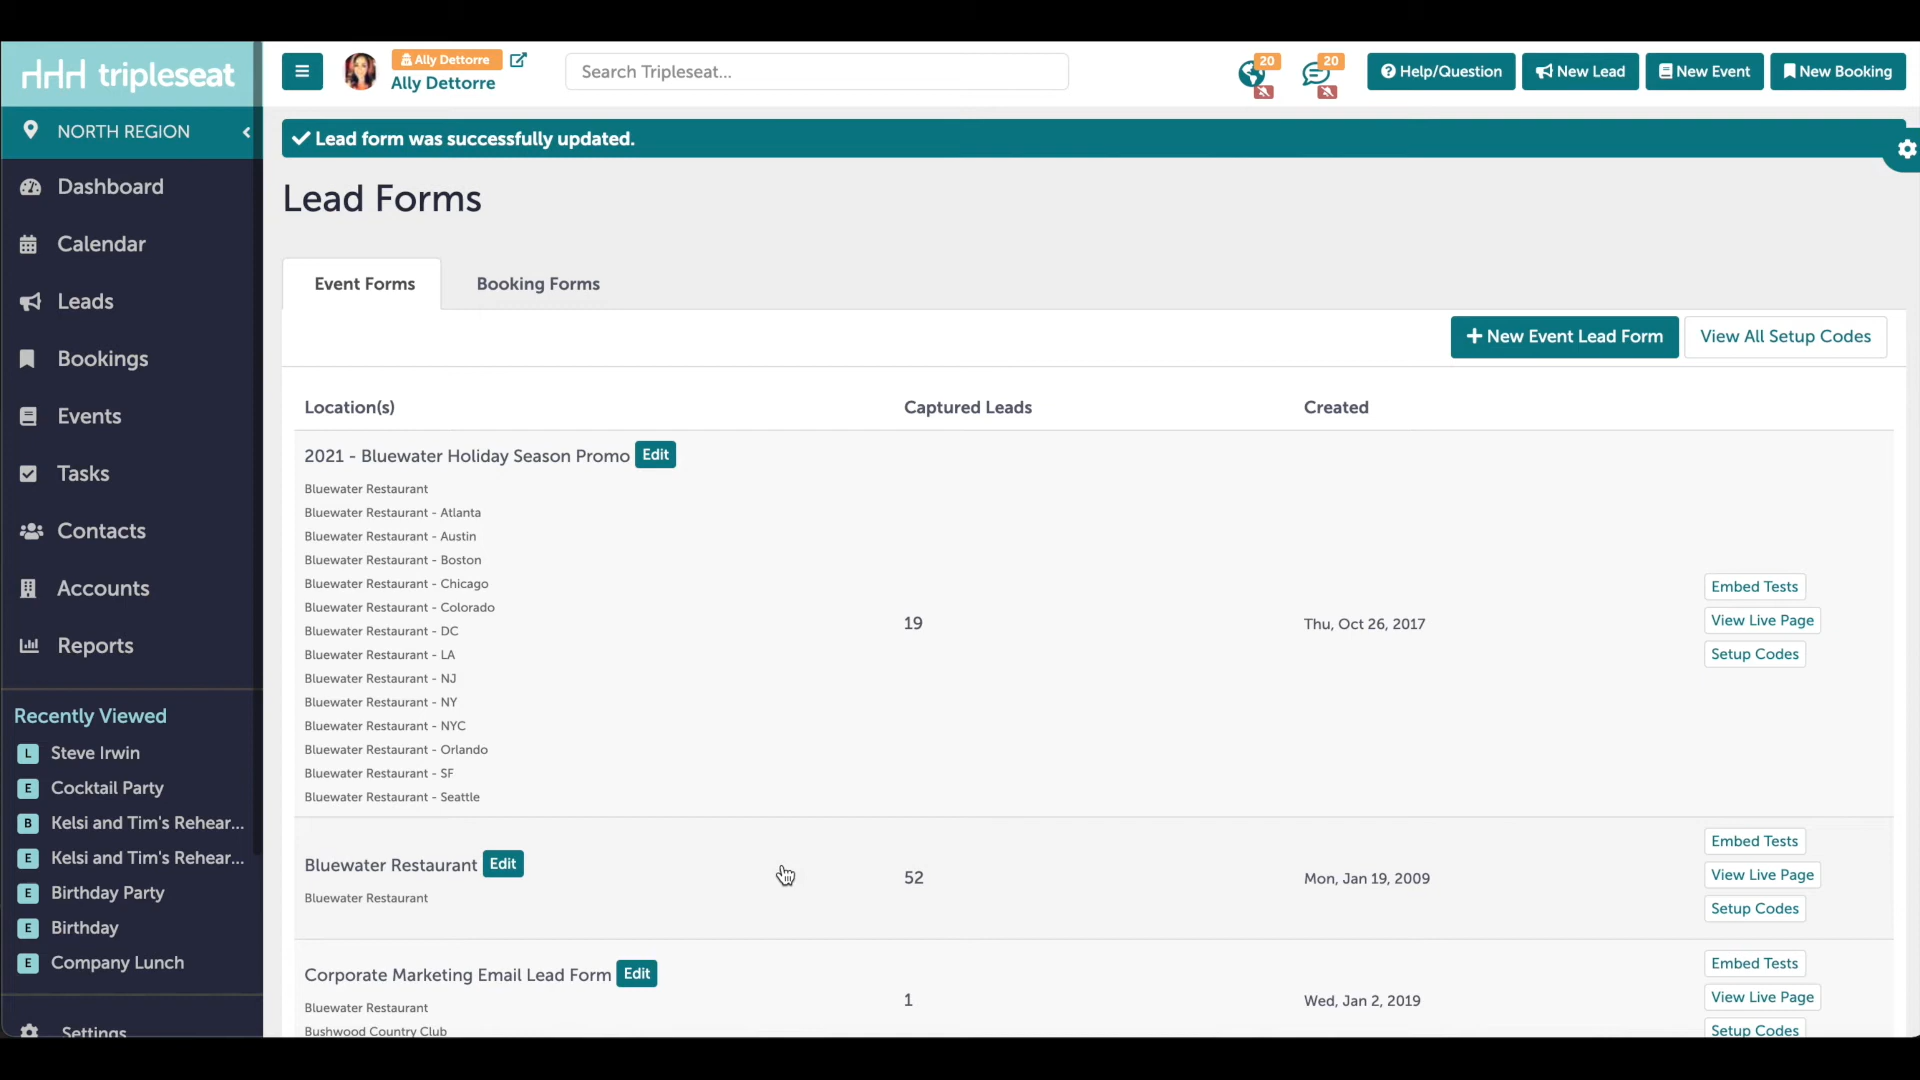 tripleseat
Ally Dettorre
Ally Dettorre
Search Tripleseat...
20
20
Help/Question
New Lead
New Event
New Booking
NORTH REGION
Lead form was successfully updated.
Dashboard
Calendar
Leads
Bookings
Events
Tasks
Contacts
Accounts
Reports
Recently Viewed
L Steve Irwin
E Cocktail Party
B Kelsi and Tim's Rehear...
E Kelsi and Tim's Rehear...
E Birthday Party
E Birthday
E Company Lunch
Settings
Lead Forms
Event Forms
Booking Forms
New Event Lead Form
View All Setup Codes
Location(s)
Captured Leads
Created
2021 - Bluewater Holiday Season Promo Edit
Bluewater Restaurant
Bluewater Restaurant - Atlanta
Bluewater Restaurant - Austin
Bluewater Restaurant - Boston
Bluewater Restaurant - Chicago
Bluewater Restaurant - Colorado
Bluewater Restaurant - DC
Bluewater Restaurant - LA
Bluewater Restaurant - NJ
Bluewater Restaurant - NY
Bluewater Restaurant - NYC
Bluewater Restaurant - Orlando
Bluewater Restaurant - SF
Bluewater Restaurant - Seattle
19
Thu, Oct 26, 2017
Embed Tests
View Live Page
Setup Codes
Bluewater Restaurant Edit
Bluewater Restaurant
52
Mon, Jan 19, 2009
Embed Tests
View Live Page
Setup Codes
Corporate Marketing Email Lead Form Edit
Bluewater Restaurant
Bushwood Country Club
1
Wed, Jan 2, 2019
Embed Tests
View Live Page
Setup Codes